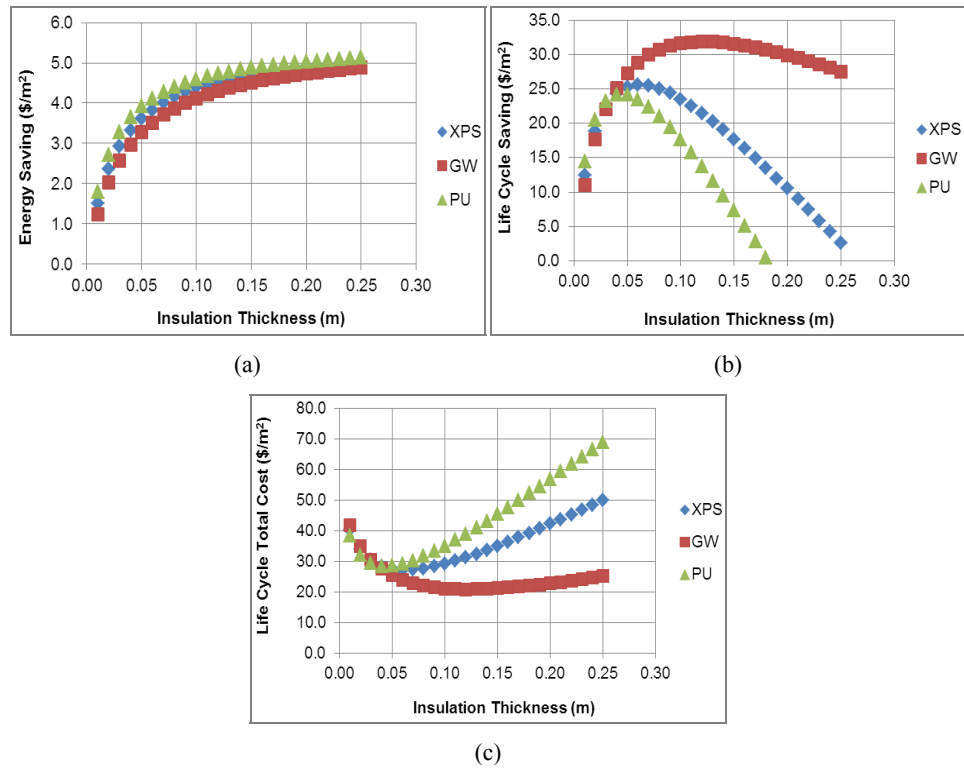 6.0
5.0
4.0
3.0
2.0
1.0
0.0
Energy Saving ($/m²)
0.00 0.05 0.10 0.15 0.20 0.25 0.30
Insulation Thickness (m)
XPS
GW
PU
(a)
35.0
30.0
25.0
20.0
15.0
10.0
5.0
0.0
Life Cycle Saving ($/m²)
0.00 0.05 0.10 0.15 0.20 0.25 0.30
Insulation Thickness (m)
XPS
GW
PU
(b)
80.0
70.0
60.0
50.0
40.0
30.0
20.0
10.0
0.0
Life Cycle Total Cost ($/m²)
0.00 0.05 0.10 0.15 0.20 0.25 0.30
Insulation Thickness (m)
XPS
GW
PU
(c)